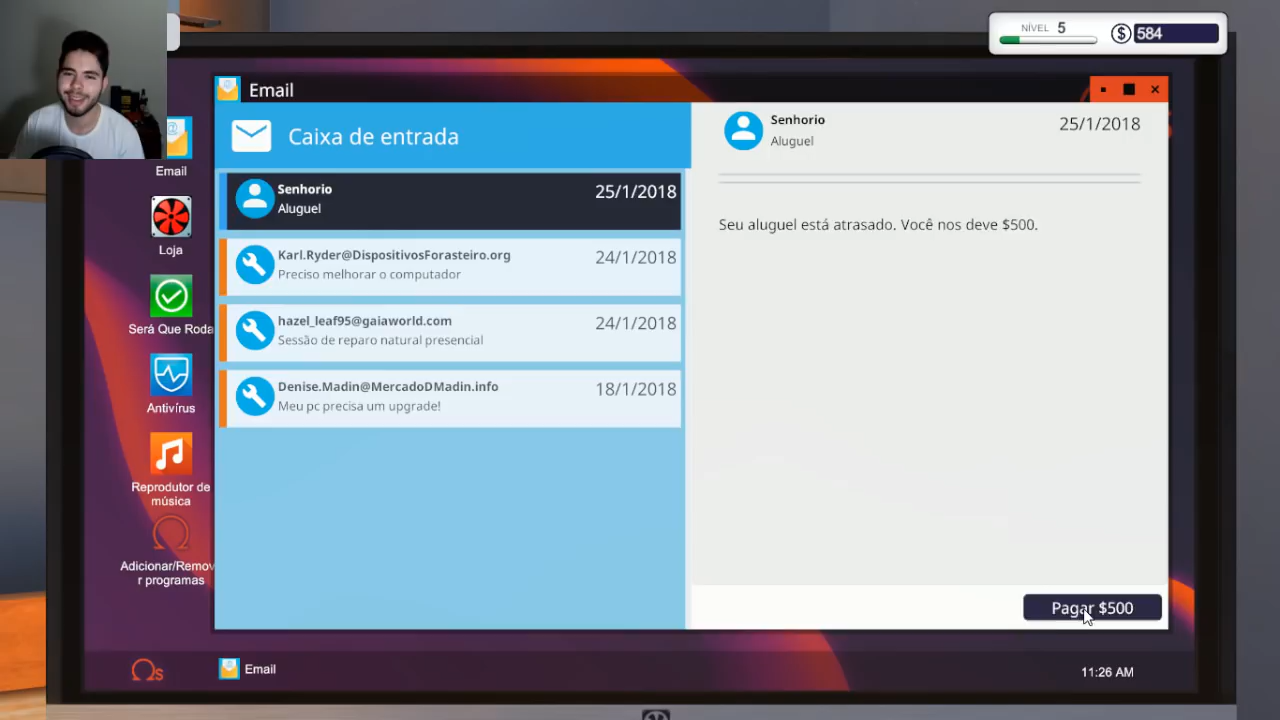 NÍVEL 5
$ 584
Email
Caixa de entrada
Senhorio
25/1/2018
Aluguel
Karl.Ryder@DispositivosForasteiro.org
24/1/2018
Preciso melhorar o computador
hazel_leaf95@gaiaworld.com
24/1/2018
Sessão de reparo natural presencial
Denise.Madin@MercadoDMadin.info
18/1/2018
Meu pc precisa um upgrade!
Senhorio
25/1/2018
Aluguel
Seu aluguel está atrasado. Você nos deve $500.
Pagar $500
Email
Loja
Será Que Roda
Antivírus
Reprodutor de
música
Adicionar/Remov
r programas
Ωs
Email
11:26 AM